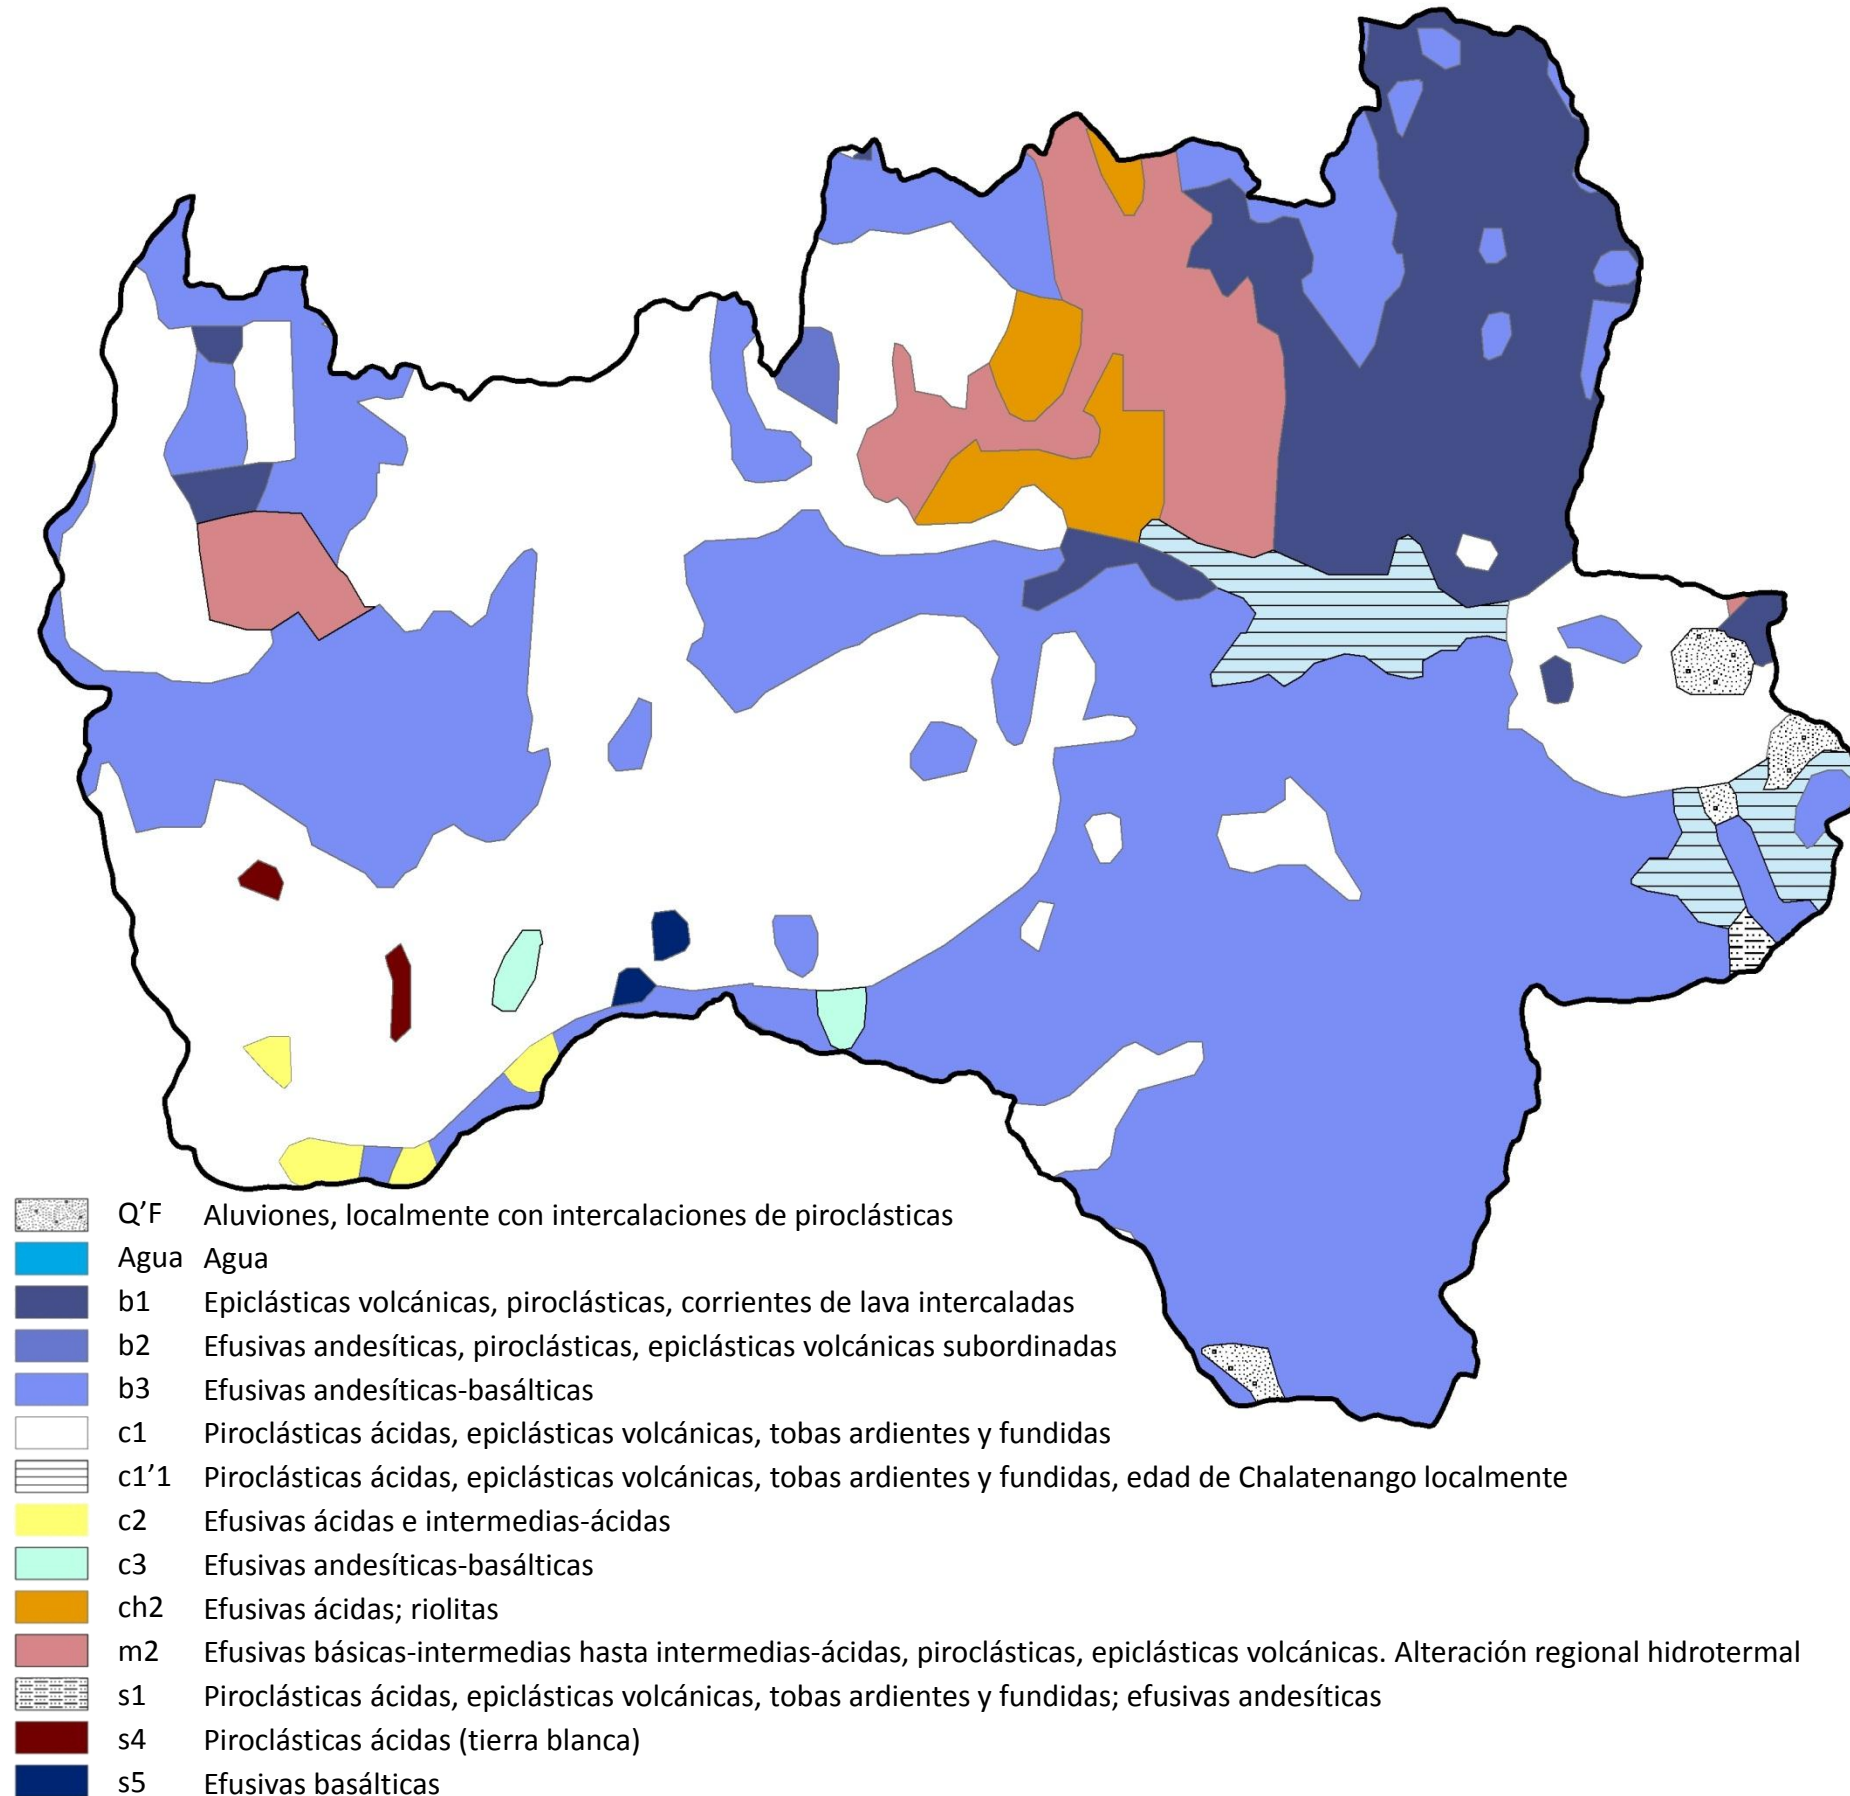 Q’F Aluviones, localmente con intercalaciones de piroclásticas
Agua Agua
b1 Epiclásticas volcánicas, piroclásticas, corrientes de lava intercaladas
b2 Efusivas andesíticas, piroclásticas, epiclásticas volcánicas subordinadas
b3 Efusivas andesíticas-basálticas
c1 Piroclásticas ácidas, epiclásticas volcánicas, tobas ardientes y fundidas
c1’1 Piroclásticas ácidas, epiclásticas volcánicas, tobas ardientes y fundidas, edad de Chalatenango localmente
c2 Efusivas ácidas e intermedias-ácidas
c3 Efusivas andesíticas-basálticas
ch2 Efusivas ácidas; riolitas
m2 Efusivas básicas-intermedias hasta intermedias-ácidas, piroclásticas, epiclásticas volcánicas. Alteración regional hidrotermal
s1 Piroclásticas ácidas, epiclásticas volcánicas, tobas ardientes y fundidas; efusivas andesíticas
s4 Piroclásticas ácidas (tierra blanca)
s5 Efusivas basálticas